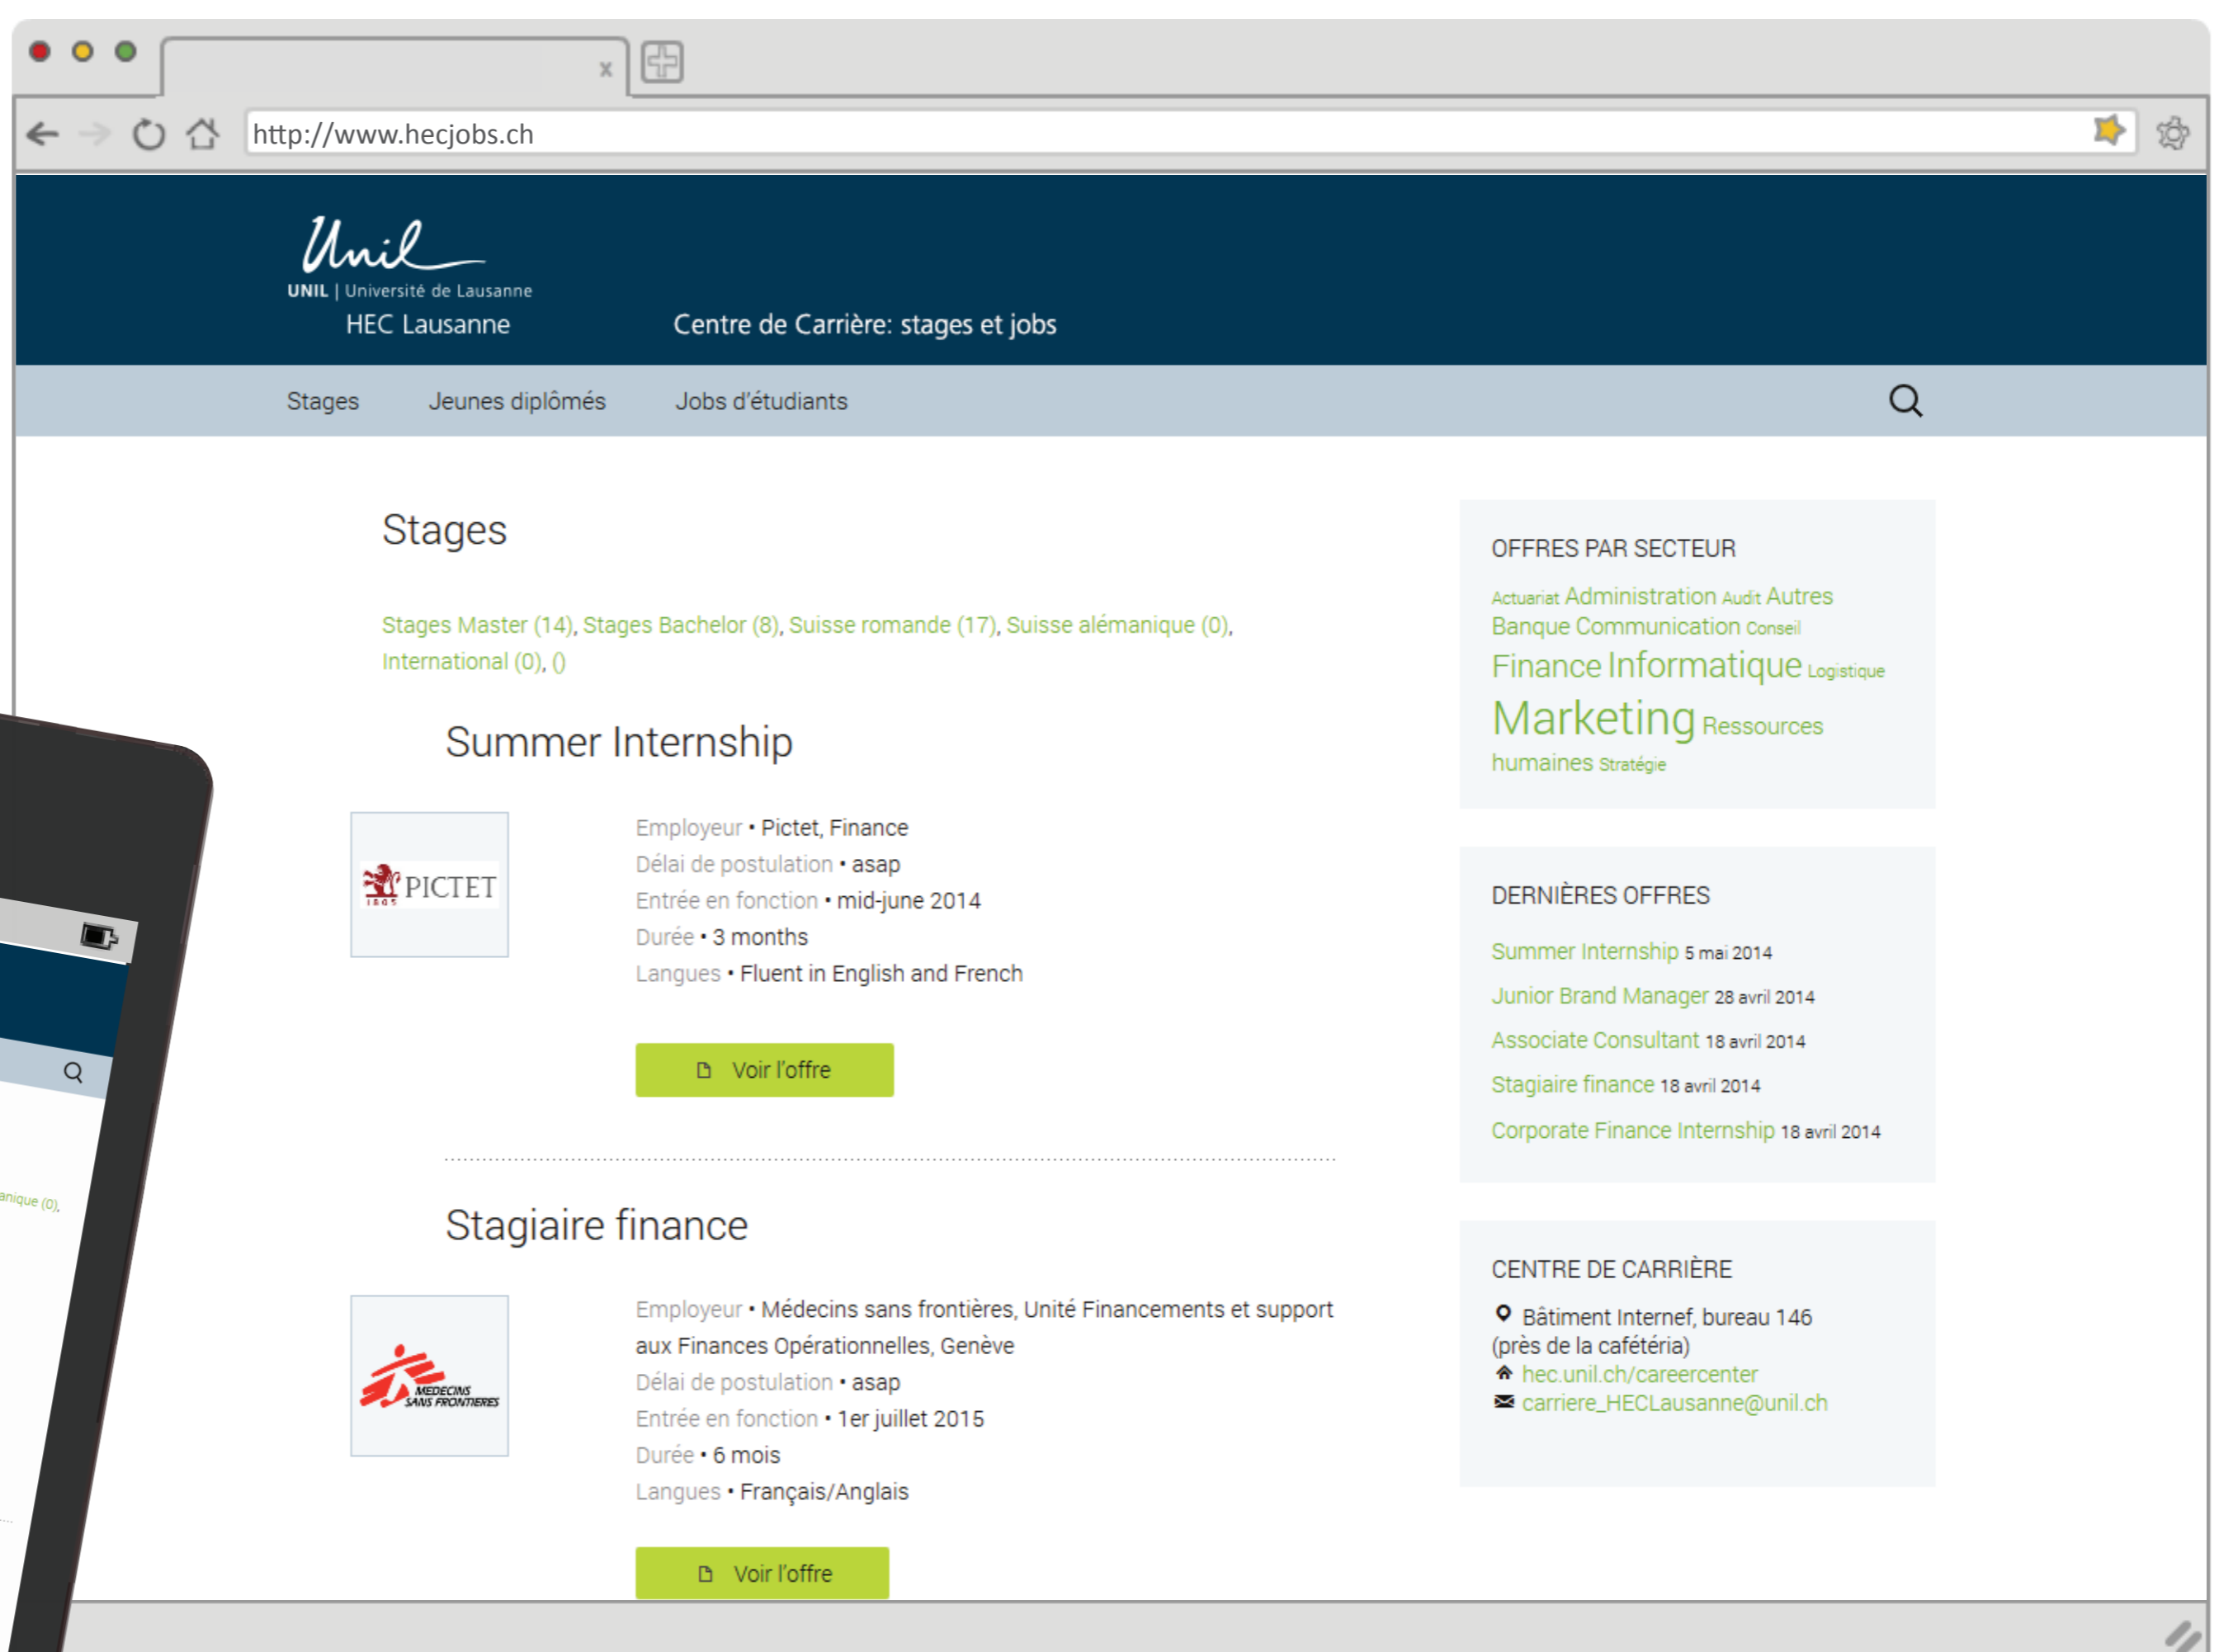 x
http://www.hecjobs.ch
Unil
UNIL | Université de Lausanne
HEC Lausanne
Centre de Carrière: stages et jobs
Stages
Jeunes diplômés
Jobs d'étudiants
Stages
Stages Master (14), Stages Bachelor (8), Suisse romande (17), Suisse alémanique (0),
International (0), ()
Summer Internship
PICTET
1805
Employeur • Pictet, Finance
Délai de postulation • asap
Entrée en fonction • mid-june 2014
Durée • 3 months
Langues • Fluent in English and French
Voir l'offre
Stagiaire finance
MEDECINS
SANS FRONTIERES
Employeur • Médecins sans frontières, Unité Financements et support
aux Finances Opérationnelles, Genève
Délai de postulation • asap
Entrée en fonction • 1er juillet 2015
Durée • 6 mois
Langues • Français/Anglais
Voir l'offre
OFFRES PAR SECTEUR
Actuariat Administration Audit Autres
Banque Communication Conseil
Finance Informatique Logistique
Marketing Ressources
humaines Stratégie
DERNIÈRES OFFRES
Summer Internship 5 mai 2014
Junior Brand Manager 28 avril 2014
Associate Consultant 18 avril 2014
Stagiaire finance 18 avril 2014
Corporate Finance Internship 18 avril 2014
CENTRE DE CARRIÈRE
Bâtiment Internef, bureau 146
(près de la cafétéria)
hec.unil.ch/careercenter
carriere_HECLausanne@unil.ch
anique (0),